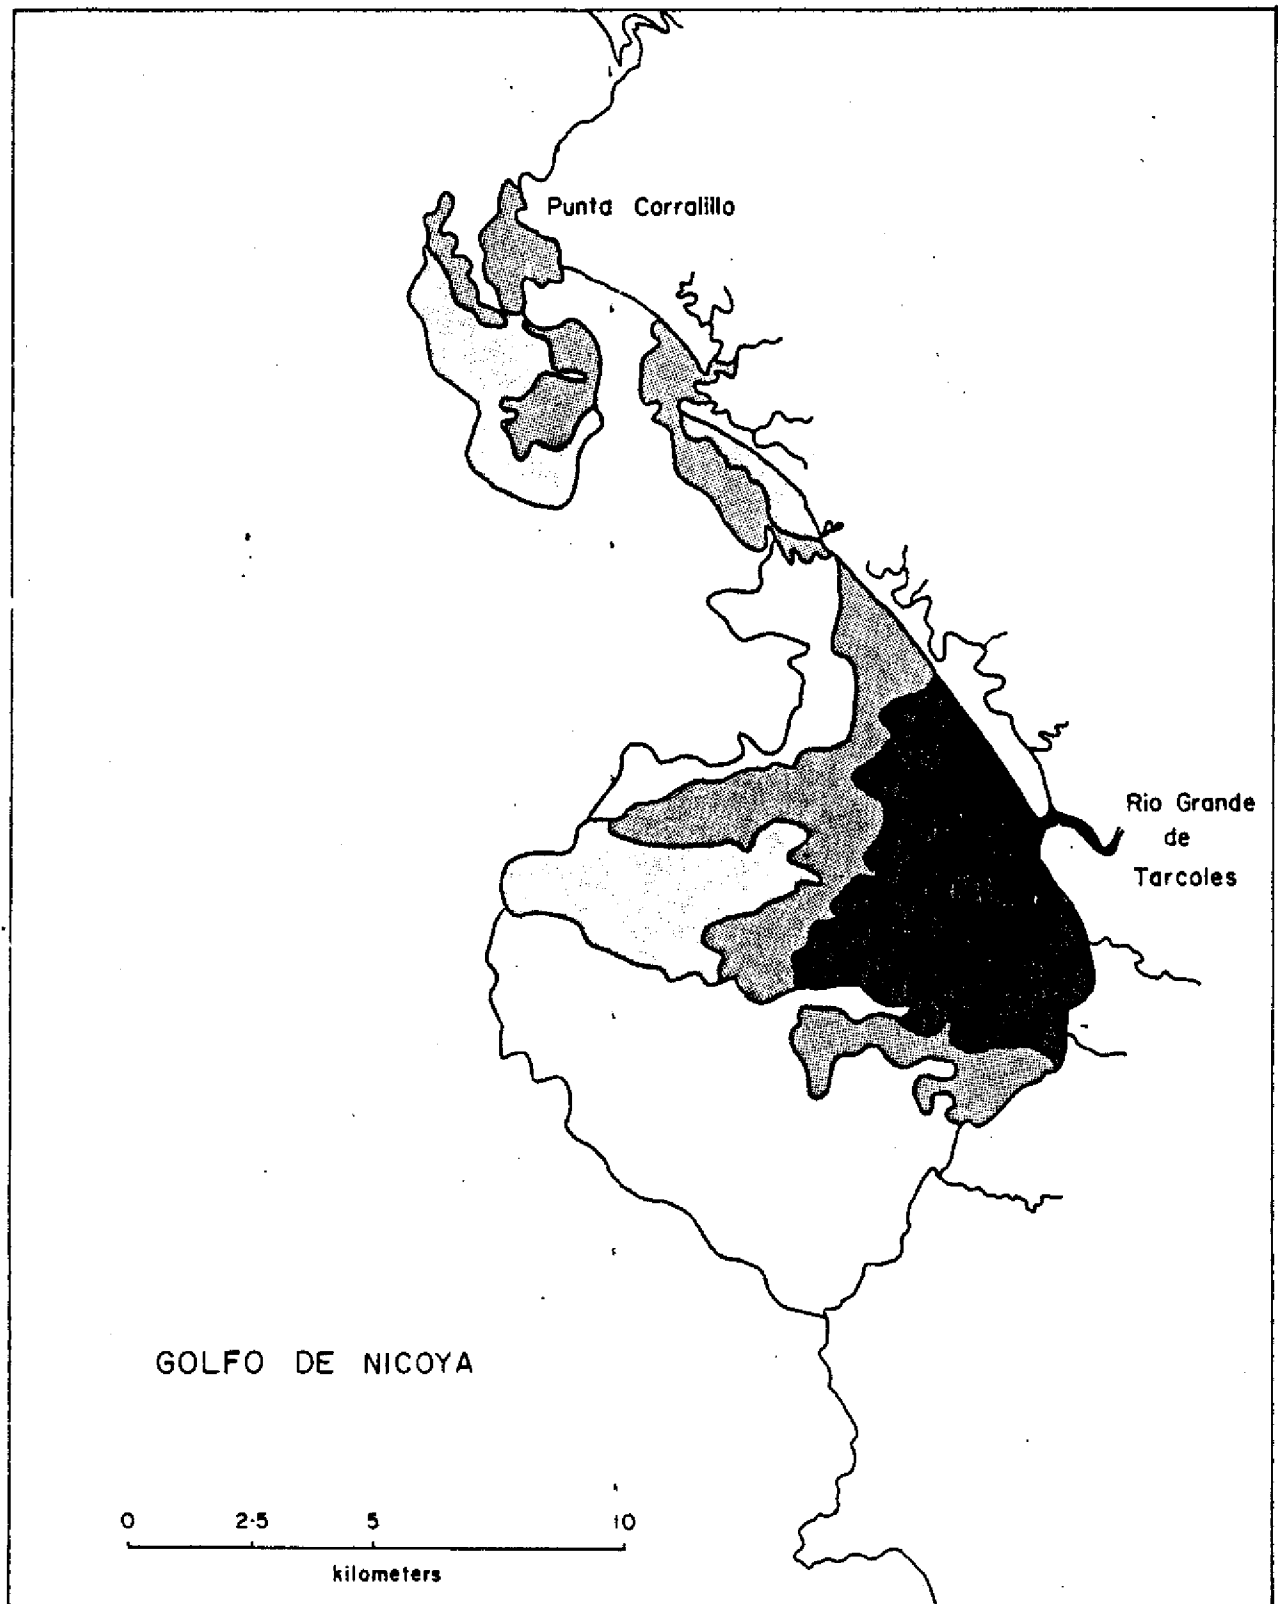 Punta Corralillo
Rio Grande
de
Tarcoles
GOLFO DE NICOYA
0 2·5 5 10
kilometers